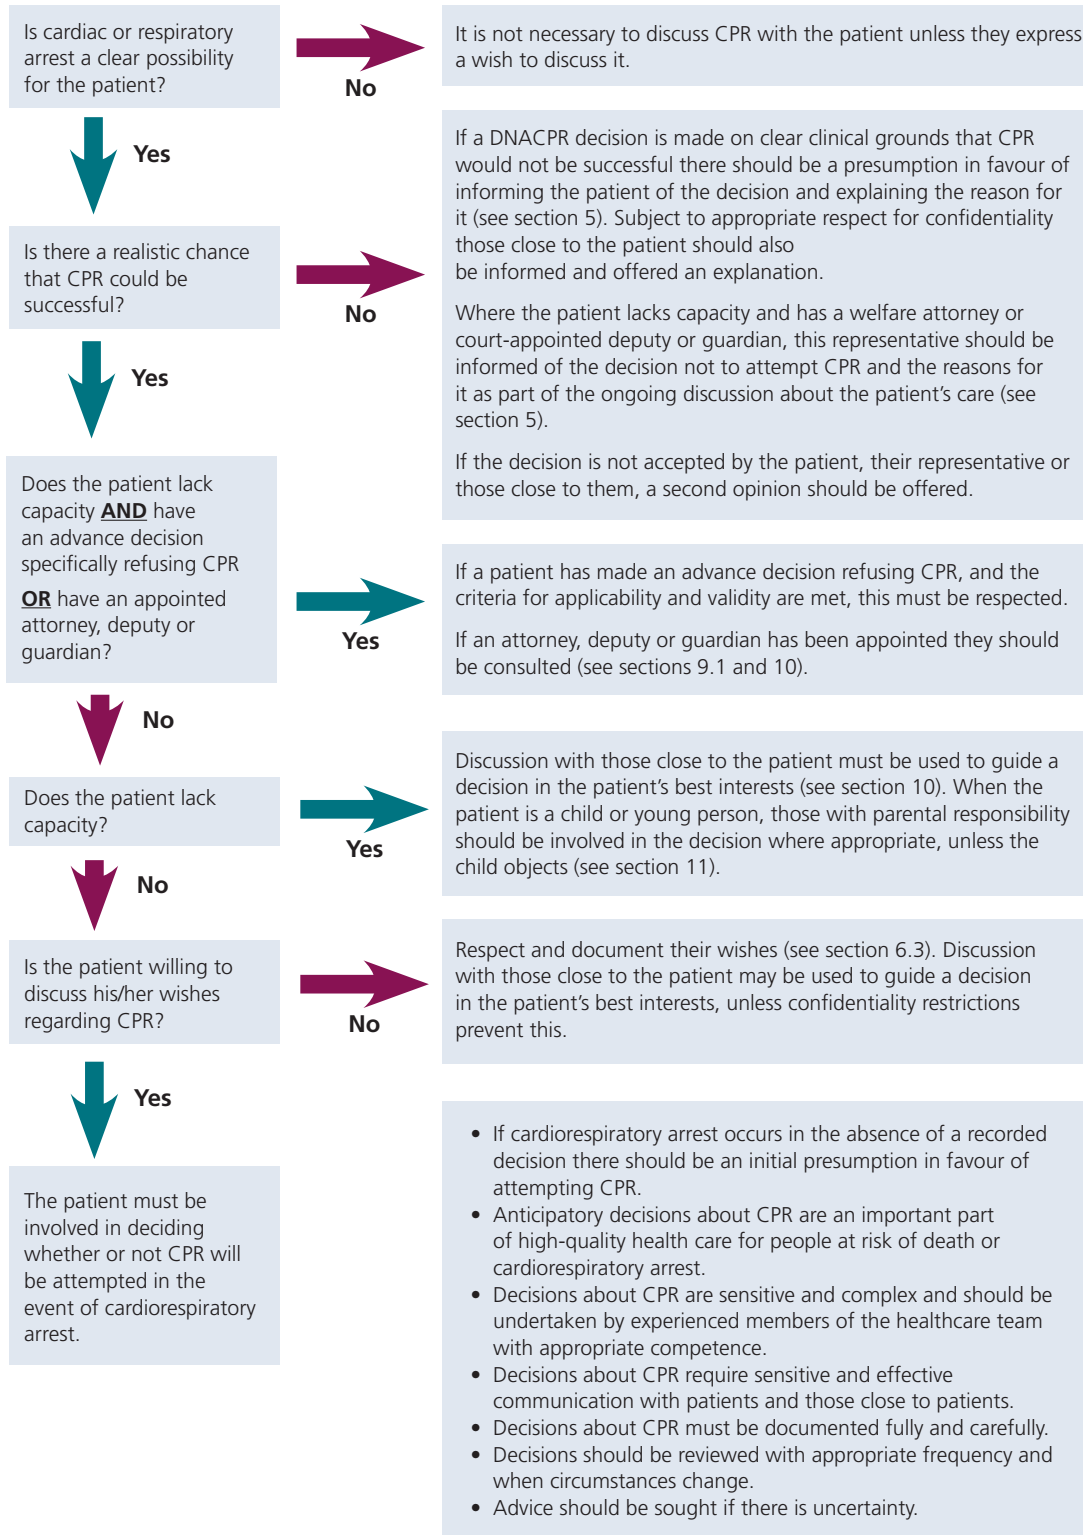 Is cardiac or respiratory
arrest a clear possibility
for the patient?
No
It is not necessary to discuss CPR with the patient unless they express
a wish to discuss it.
Yes
Is there a realistic chance
that CPR could be
successful?
No
If a DNACPR decision is made on clear clinical grounds that CPR
would not be successful there should be a presumption in favour of
informing the patient of the decision and explaining the reason for
it (see section 5). Subject to appropriate respect for confidentiality
those close to the patient should also
be informed and offered an explanation.
Where the patient lacks capacity and has a welfare attorney or
court-appointed deputy or guardian, this representative should be
informed of the decision not to attempt CPR and the reasons for
it as part of the ongoing discussion about the patient’s care (see
section 5).
If the decision is not accepted by the patient, their representative or
those close to them, a second opinion should be offered.
Yes
Does the patient lack
capacity AND have
an advance decision
specifically refusing CPR
OR have an appointed
attorney, deputy or
guardian?
Yes
If a patient has made an advance decision refusing CPR, and the
criteria for applicability and validity are met, this must be respected.
If an attorney, deputy or guardian has been appointed they should
be consulted (see sections 9.1 and 10).
No
Does the patient lack
capacity?
Yes
Discussion with those close to the patient must be used to guide a
decision in the patient’s best interests (see section 10). When the
patient is a child or young person, those with parental responsibility
should be involved in the decision where appropriate, unless the
child objects (see section 11).
No
Is the patient willing to
discuss his/her wishes
regarding CPR?
No
Respect and document their wishes (see section 6.3). Discussion
with those close to the patient may be used to guide a decision
in the patient’s best interests, unless confidentiality restrictions
prevent this.
Yes
The patient must be
involved in deciding
whether or not CPR will
be attempted in the
event of cardiorespiratory
arrest.
• If cardiorespiratory arrest occurs in the absence of a recorded
decision there should be an initial presumption in favour of
attempting CPR.
• Anticipatory decisions about CPR are an important part
of high-quality health care for people at risk of death or
cardiorespiratory arrest.
• Decisions about CPR are sensitive and complex and should be
undertaken by experienced members of the healthcare team
with appropriate competence.
• Decisions about CPR require sensitive and effective
communication with patients and those close to patients.
• Decisions about CPR must be documented fully and carefully.
• Decisions should be reviewed with appropriate frequency and
when circumstances change.
• Advice should be sought if there is uncertainty.